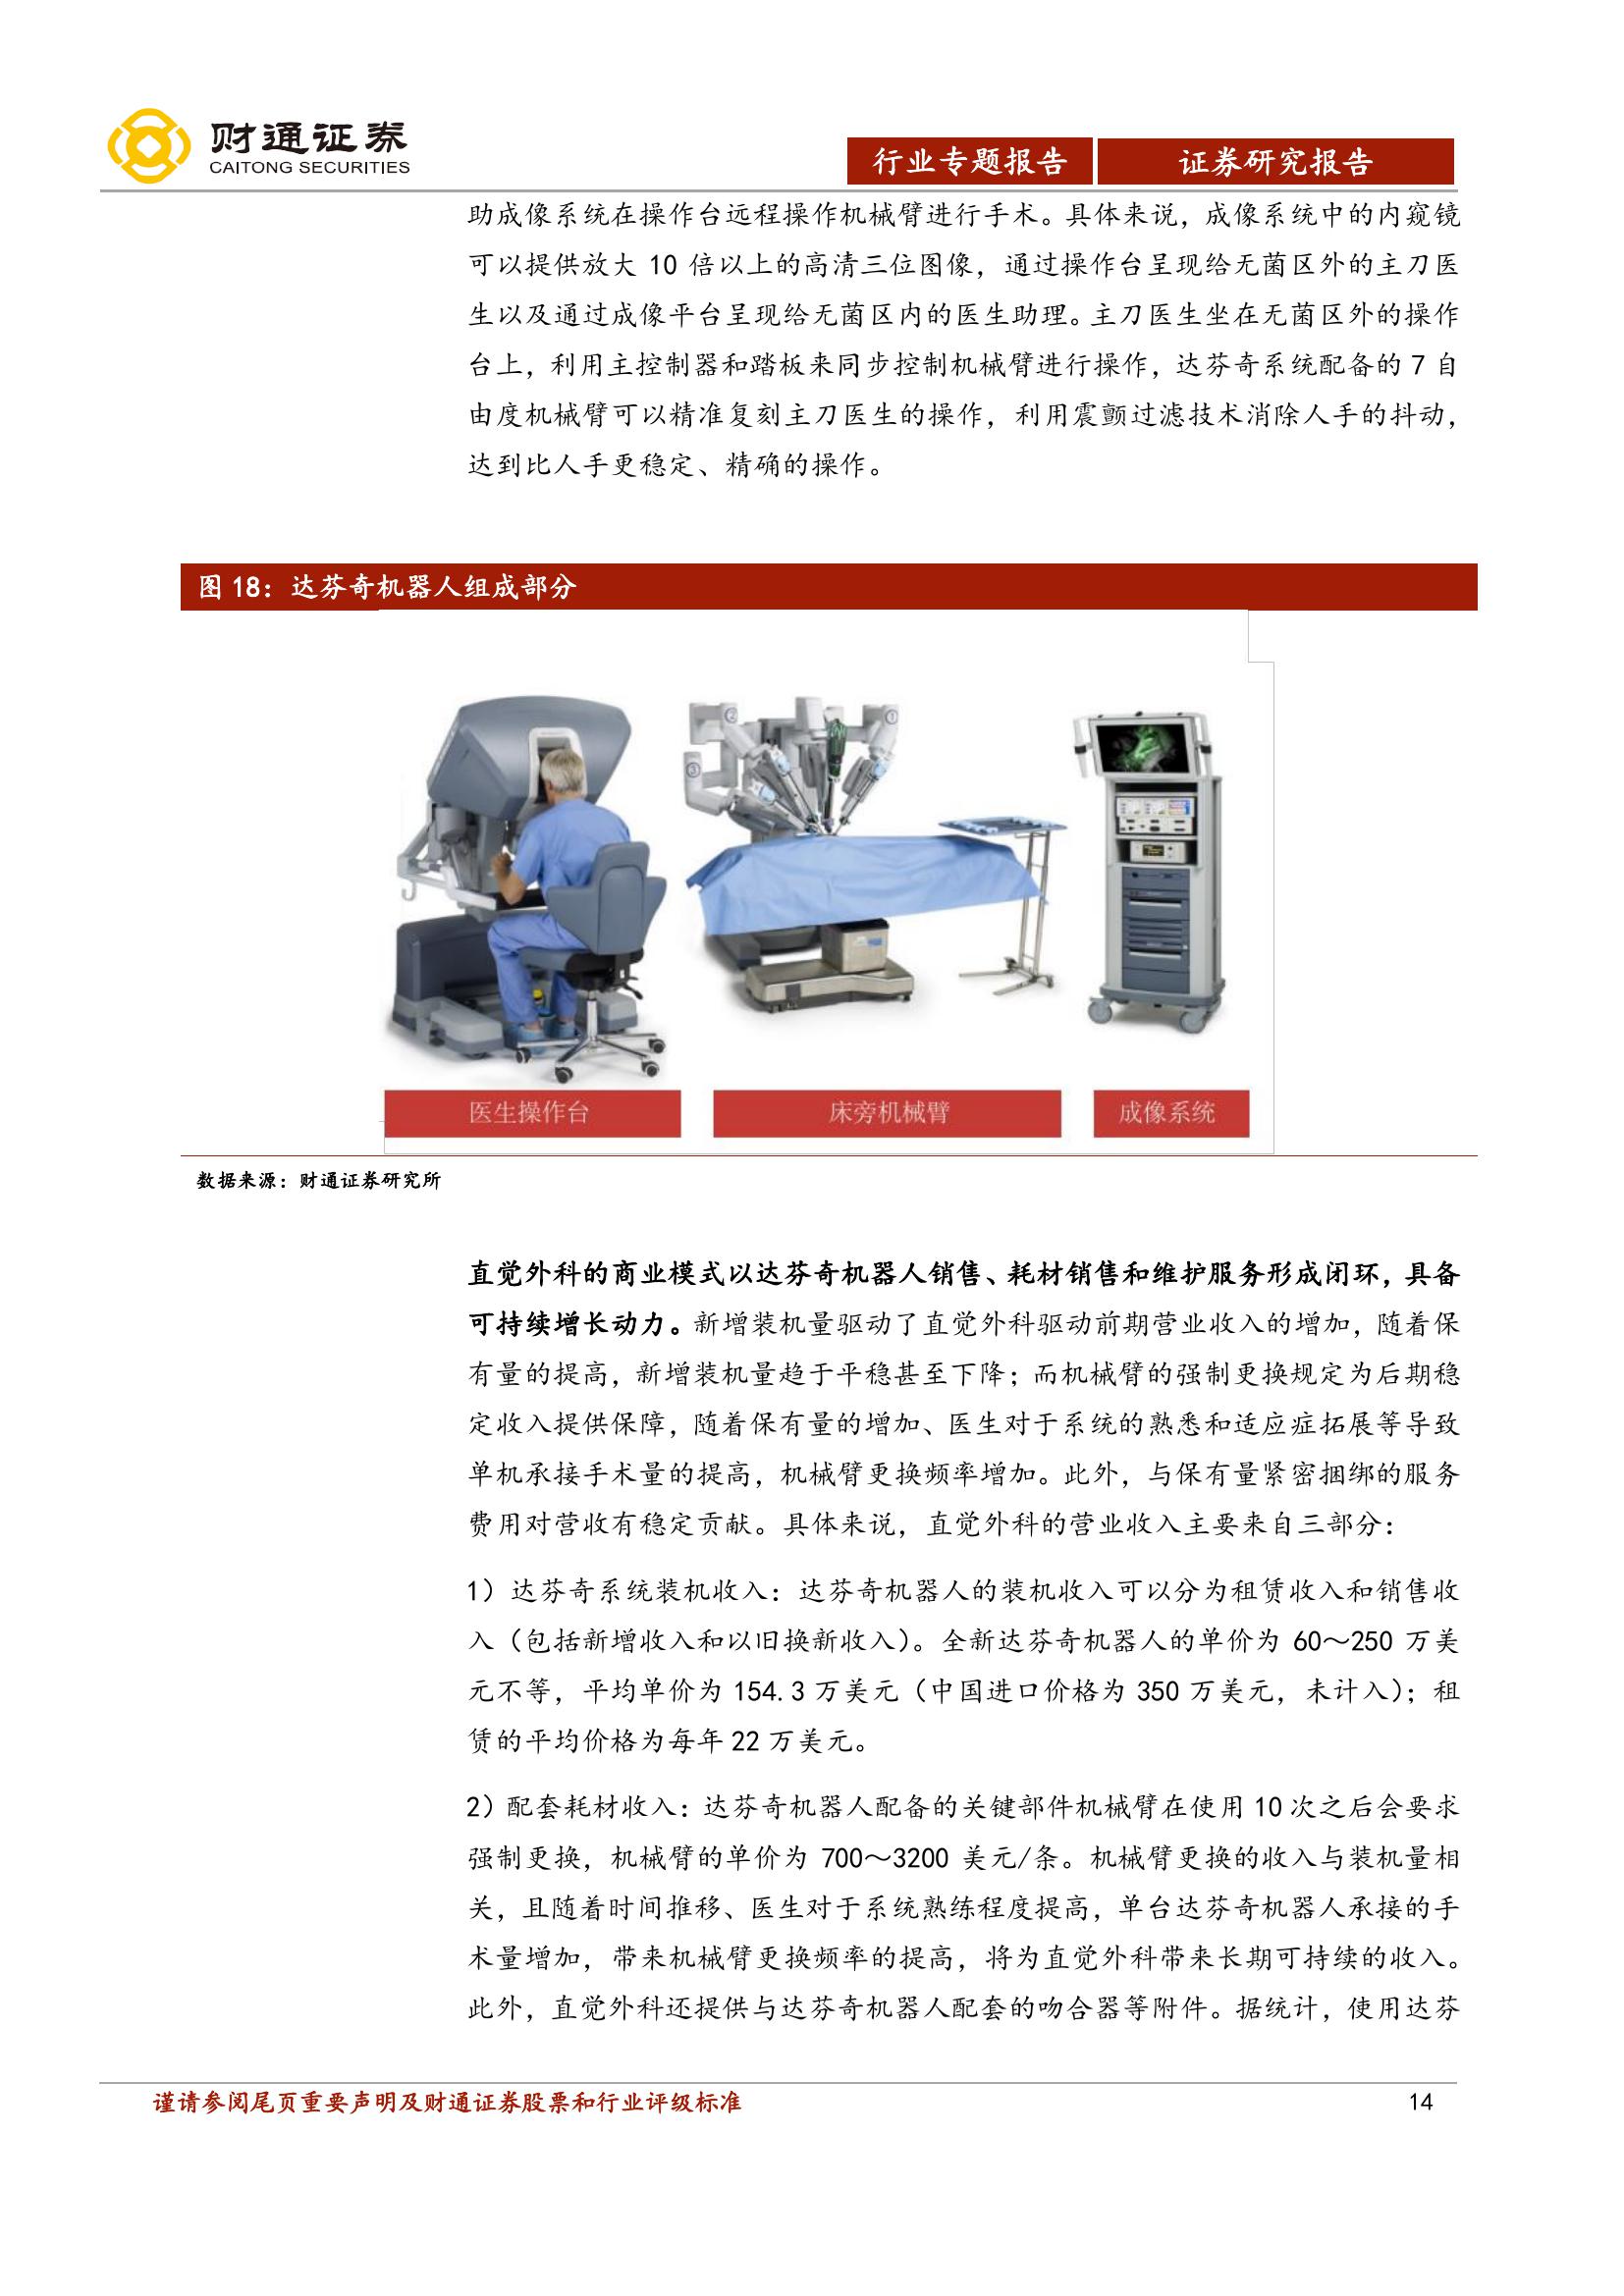 财通证券
CAITONG SECURITIES
行业专题报告
证券研究报告
助成像系统在操作台远程操作机械臂进行手术。具体来说，成像系统中的内窥镜
可以提供放大 10 倍以上的高清三位图像，通过操作台呈现给无菌区外的主刀医
生以及通过成像平台呈现给无菌区内的医生助理。主刀医生坐在无菌区外的操作
台上，利用主控制器和踏板来同步控制机械臂进行操作，达芬奇系统配备的 7 自
由度机械臂可以精准复刻主刀医生的操作，利用震颤过滤技术消除人手的抖动，
达到比人手更稳定、精确的操作。
图 18：达芬奇机器人组成部分
② ①
③
医生操作台
床旁机械臂
成像系统
数据来源：财通证券研究所
直觉外科的商业模式以达芬奇机器人销售、耗材销售和维护服务形成闭环，具备
可持续增长动力。新增装机量驱动了直觉外科驱动前期营业收入的增加，随着保
有量的提高，新增装机量趋于平稳甚至下降；而机械臂的强制更换规定为后期稳
定收入提供保障，随着保有量的增加、医生对于系统的熟悉和适应症拓展等导致
单机承接手术量的提高，机械臂更换频率增加。此外，与保有量紧密捆绑的服务
费用对营收有稳定贡献。具体来说，直觉外科的营业收入主要来自三部分：
1）达芬奇系统装机收入：达芬奇机器人的装机收入可以分为租赁收入和销售收
入（包括新增收入和以旧换新收入）。全新达芬奇机器人的单价为 60～250 万美
元不等，平均单价为 154.3 万美元（中国进口价格为 350 万美元，未计入）；租
赁的平均价格为每年 22 万美元。
2）配套耗材收入：达芬奇机器人配备的关键部件机械臂在使用 10 次之后会要求
强制更换，机械臂的单价为 700～3200 美元/条。机械臂更换的收入与装机量相
关，且随着时间推移、医生对于系统熟练程度提高，单台达芬奇机器人承接的手
术量增加，带来机械臂更换频率的提高，将为直觉外科带来长期可持续的收入。
此外，直觉外科还提供与达芬奇机器人配套的吻合器等附件。据统计，使用达芬
谨请参阅尾页重要声明及财通证券股票和行业评级标准
14